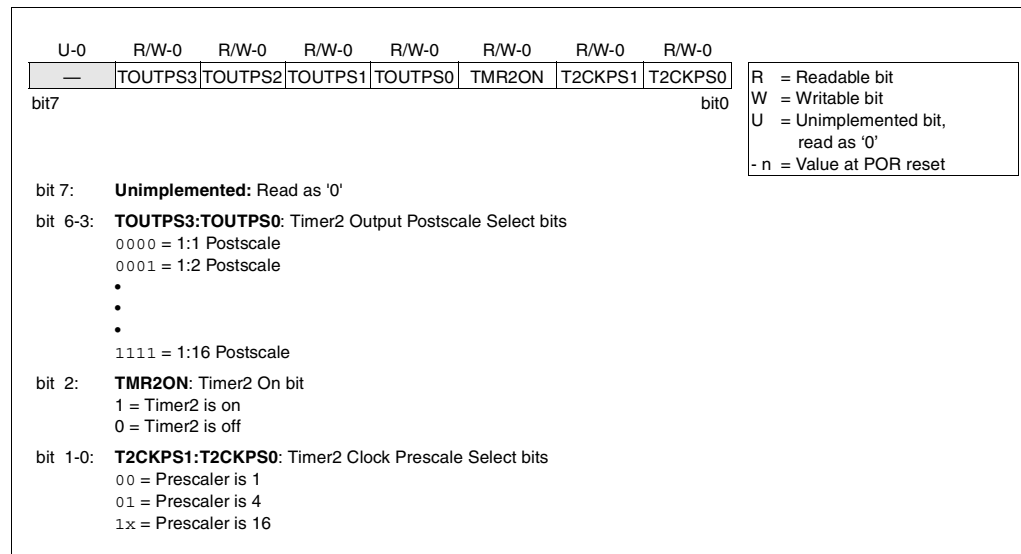 U-0 R/W-0 R/W-0 R/W-0 R/W-0 R/W-0 R/W-0 R/W-0
— TOUTPS3 TOUTPS2 TOUTPS1 TOUTPS0 TMR2ON T2CKPS1 T2CKPS0
bit7 bit0
R = Readable bit
W = Writable bit
U = Unimplemented bit,
read as ‘0’
- n = Value at POR reset
bit 7: Unimplemented: Read as '0'
bit 6-3: TOUTPS3:TOUTPS0: Timer2 Output Postscale Select bits
0000 = 1:1 Postscale
0001 = 1:2 Postscale
•
•
•
1111 = 1:16 Postscale
bit 2: TMR2ON: Timer2 On bit
1 = Timer2 is on
0 = Timer2 is off
bit 1-0: T2CKPS1:T2CKPS0: Timer2 Clock Prescale Select bits
00 = Prescaler is 1
01 = Prescaler is 4
1x = Prescaler is 16